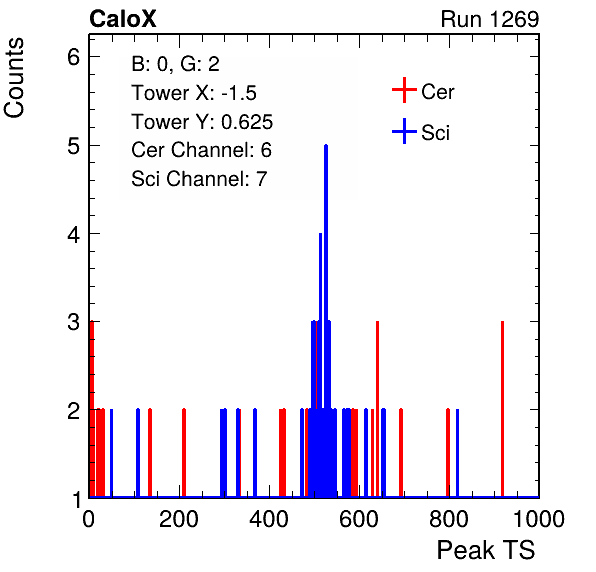 CaloX Run 1269
Counts
B: 0, G: 2
Tower X: -1.5
Tower Y: 0.625
Cer Channel: 6
Sci Channel: 7
Cer
Sci
6
5
4
3
2
1
0 200 400 600 800 1000
Peak TS